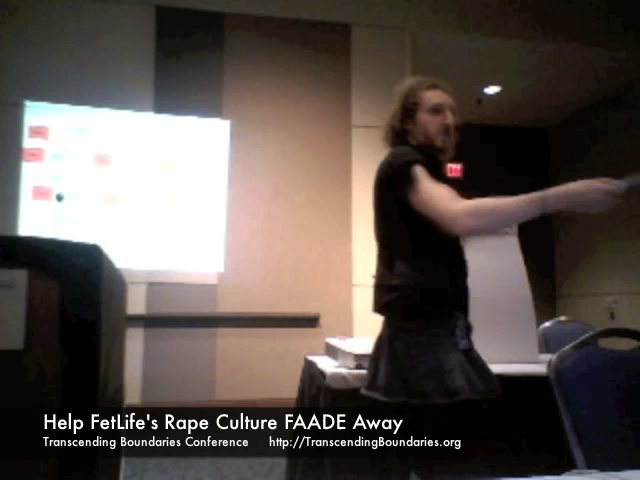 Help FetLife's Rape Culture FAADE Away
Transcending Boundaries Conference http://TranscendingBoundaries.org